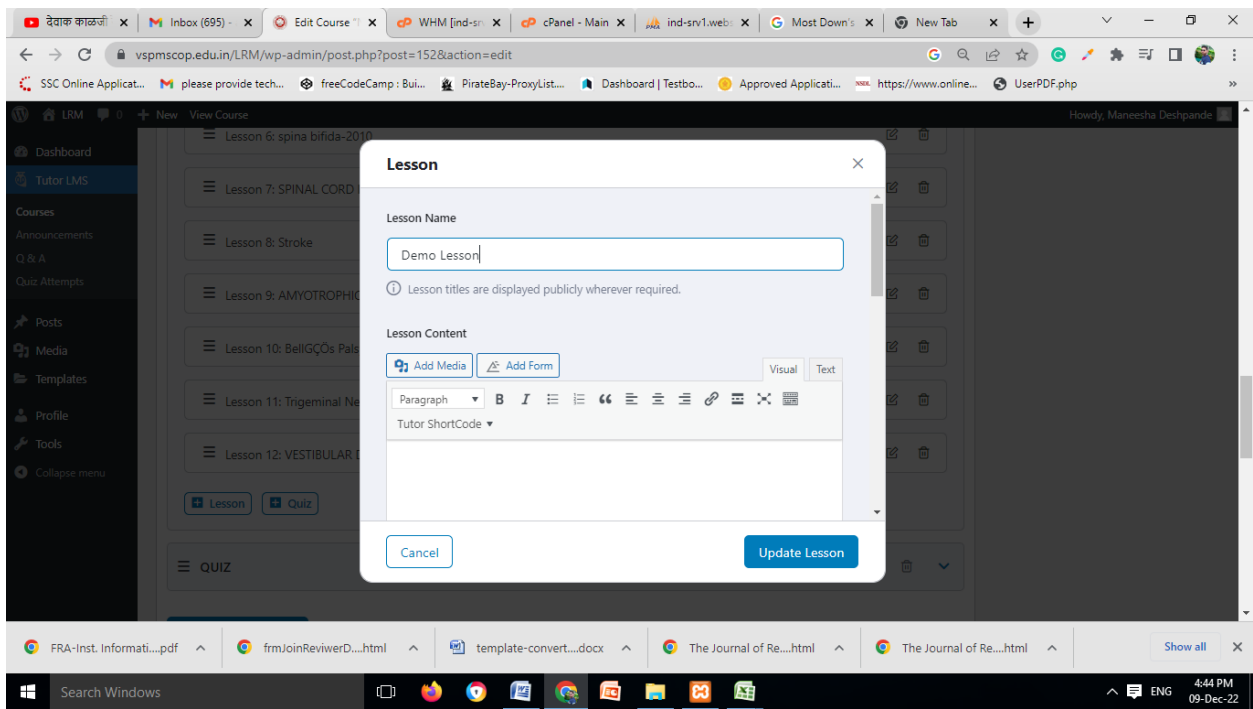 देवाक काळजी
Inbox (695) -
Edit Course "
WHM [ind-sr
cPanel - Main
ind-srv1.web
G Most Down's
New Tab
vspmscop.edu.in/LRM/wp-admin/post.php?post=152&action=edit
SSC Online Applicat...
please provide tech...
freeCodeCamp : Bui...
PirateBay-ProxyList....
Dashboard | Testbo...
Approved Applicati...
https://www.online...
UserPDF.php
»
LRM
0
New
View Course
Howdy, Maneesha Deshpande
Dashboard
Tutor LMS
Courses
Announcements
Q & A
Quiz Attempts
Posts
Media
Templates
Profile
Tools
Collapse menu
Lesson 6: spina bifida-2010
Lesson 7: SPINAL CORD
Lesson 8: Stroke
Lesson 9: AMYOTROPHIC
Lesson 10: BellGÇÖs Pals
Lesson 11: Trigeminal Ne
Lesson 12: VESTIBULAR
Lesson
Quiz
QUIZ
Lesson
Lesson Name
Demo Lesson
Lesson titles are displayed publicly wherever required.
Lesson Content
Add Media
Add Form
Visual
Text
Paragraph
B I
Tutor ShortCode
Cancel
Update Lesson
FRA-Inst. Informati....pdf
frmJoinReviwerD....html
template-convert....docx
The Journal of Re....html
The Journal of Re....html
Show all
Search Windows
ENG
4:44 PM
09-Dec-22